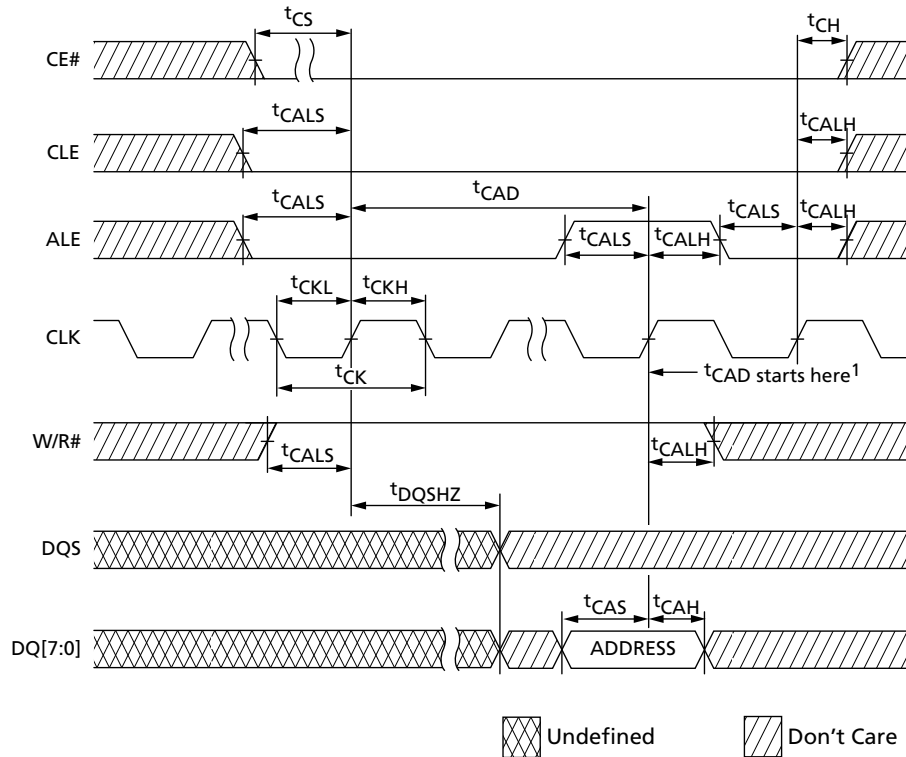 tCS
tCH
CE#
tCALS
tCALH
CLE
tCALS
tCAD
tCALS
tCALH
ALE
tCALS
tCALH
tCKL
tCKH
CLK
tCK
tCAD starts here1
W/R#
tCALS
tCALH
tDQSHZ
DQS
tCAS
tCAH
DQ[7:0]
ADDRESS
Undefined
Don't Care